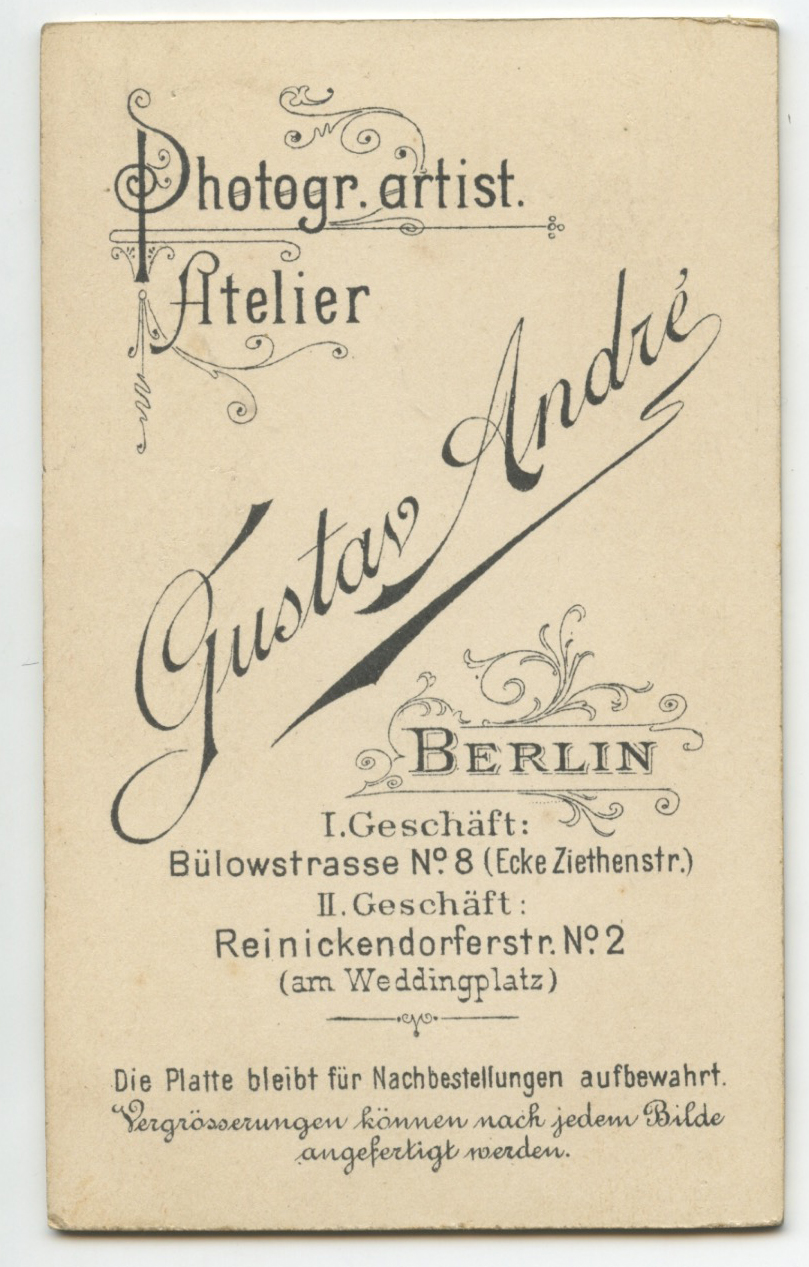 Photogr. artist.
Atelier
Gustav André
BERLIN
I. Geschäft:
Bülowstrasse Nº 8 (Ecke Ziethenstr.)
II. Geschäft:
Reinickendorferstr. Nº 2
(am Weddingplatz)
Die Platte bleibt für Nachbestellungen aufbewahrt.
Vergrösserungen können nach jedem Bilde
angefertigt werden.